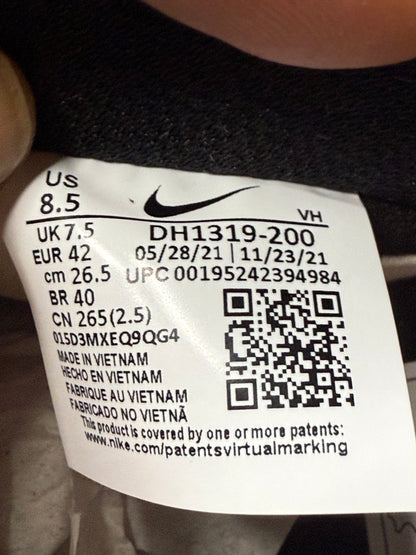 US
8.5
VH
UK 7.5
DH1319-200
EUR 42
05/28/21 | 11/23/21
cm 26.5
UPC 00195242394984
BR 40
CN 265(2.5)
015D3MXEQ9QG4
MADE IN VIETNAM
HECHO EN VIETNAM
FABRIQUE AU VIETNAM
FABRICADO NO VIETNÃ
This product is covered by one or more patents:
www.nike.com/patentsvirtualmarking